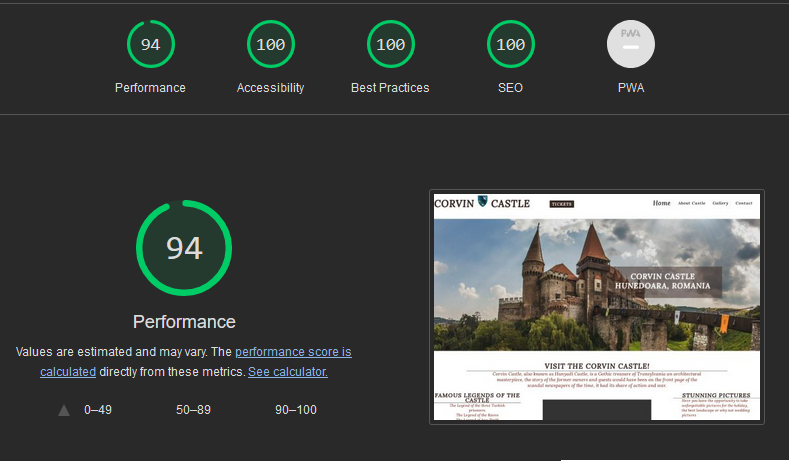 94
100
100
100
PWA
Performance
Accessibility
Best Practices
SEO
PWA
94
Performance
Values are estimated and may vary. The performance score is
calculated directly from these metrics. See calculator.
0–49
50–89
90–100
CORVIN CASTLE
TICKETS
Home
About Castle
Gallery
Contact
CORVIN CASTLE
HUNEDOARA, ROMANIA
VISIT THE CORVIN CASTLE!
Corvin Castle, also known as Hunyadi Castle, is a Gothic treasure of Transylvania an architectural
masterpiece, the story of the former owners and guests would have been on the front page of the
scandal newspapers of the time, it had its share of action and war.
FAMOUS LEGENDS OF THE
CASTLE
The Legend of the three Turkish
prisoners.
The Legend of the Raven
STUNNING PICTURES
Here you have the opportunity to take
unforgettable pictures for the holiday,
the best landscape or why not wedding
pictures.